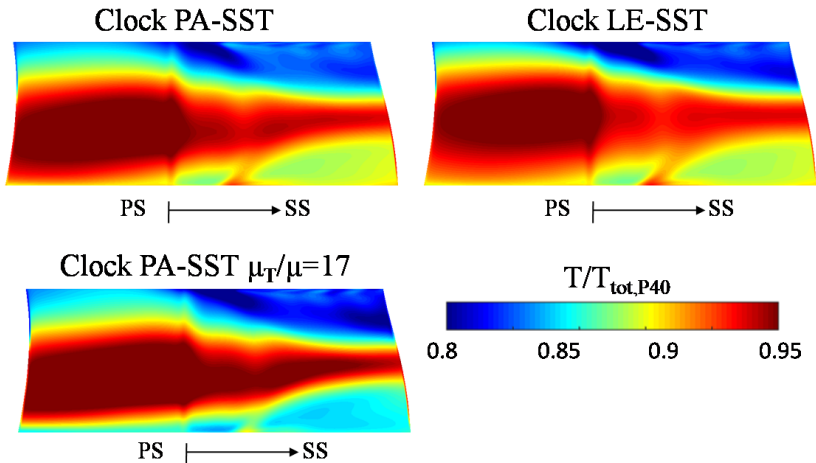 Clock PA-SST
Clock LE-SST
PS SS
PS SS
Clock PA-SST μT/μ=17
T/Ttot,P40
0.8 0.85 0.9 0.95
PS SS